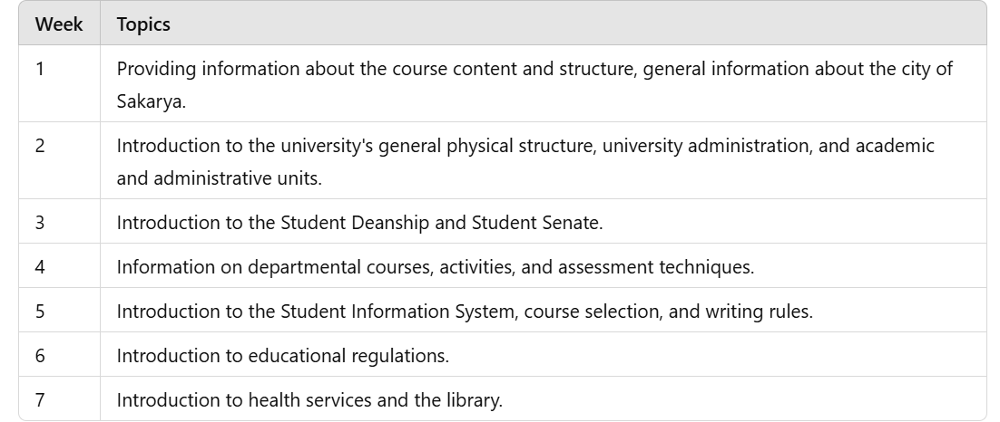 Week Topics
1 Providing information about the course content and structure, general information about the city of
Sakarya.
2 Introduction to the university's general physical structure, university administration, and academic
and administrative units.
3 Introduction to the Student Deanship and Student Senate.
4 Information on departmental courses, activities, and assessment techniques.
5 Introduction to the Student Information System, course selection, and writing rules.
6 Introduction to educational regulations.
7 Introduction to health services and the library.